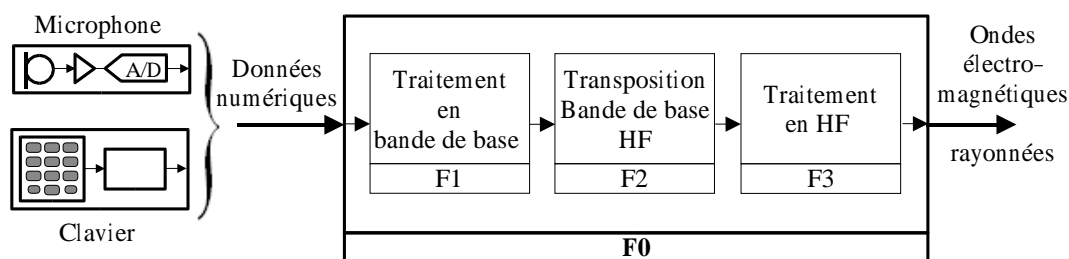 Microphone
A/D
Clavier
Données
numériques
Traitement
en
bande de base
F1
Transposition
Bande de base
HF
F2
Traitement
en HF
F3
F0
Ondes
électro–
magnétiques
rayonnées